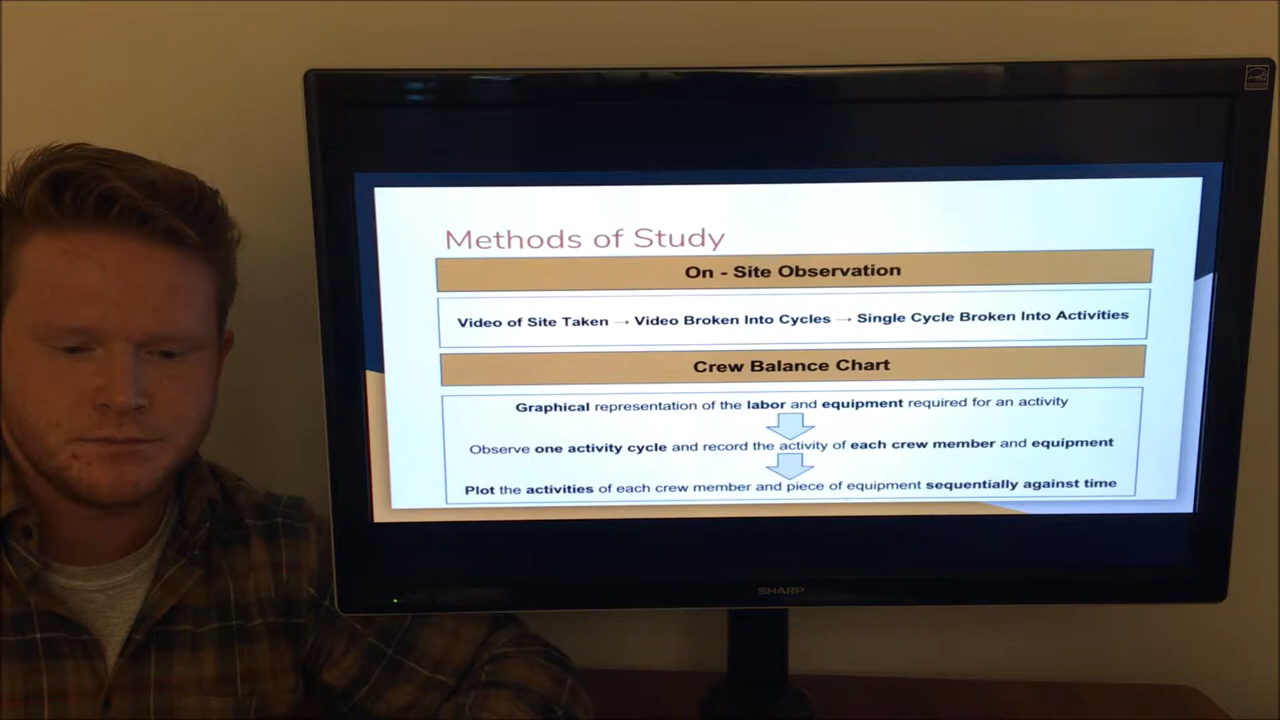 Methods of Study
On - Site Observation
Video of Site Taken → Video Broken Into Cycles → Single Cycle Broken Into Activities
Crew Balance Chart
Graphical representation of the labor and equipment required for an activity
Observe one activity cycle and record the activity of each crew member and equipment
Plot the activities of each crew member and piece of equipment sequentially against time
SHARP